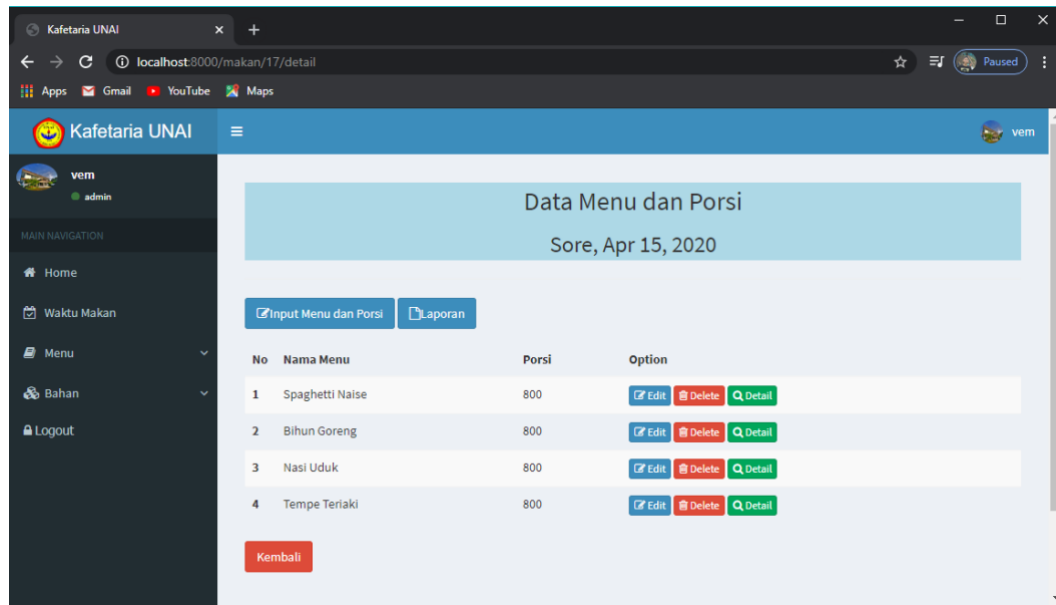 Kafetaria UNAI
localhost:8000/makan/17/detail
Paused
Apps Gmail YouTube Maps
Kafetaria UNAI
vem
vem
admin
MAIN NAVIGATION
Home
Waktu Makan
Menu
Bahan
Logout
Data Menu dan Porsi
Sore, Apr 15, 2020
Input Menu dan Porsi Laporan
No Nama Menu Porsi Option
1 Spaghetti Naise 800 Edit Delete Detail
2 Bihun Goreng 800 Edit Delete Detail
3 Nasi Uduk 800 Edit Delete Detail
4 Tempe Teriaki 800 Edit Delete Detail
Kembali